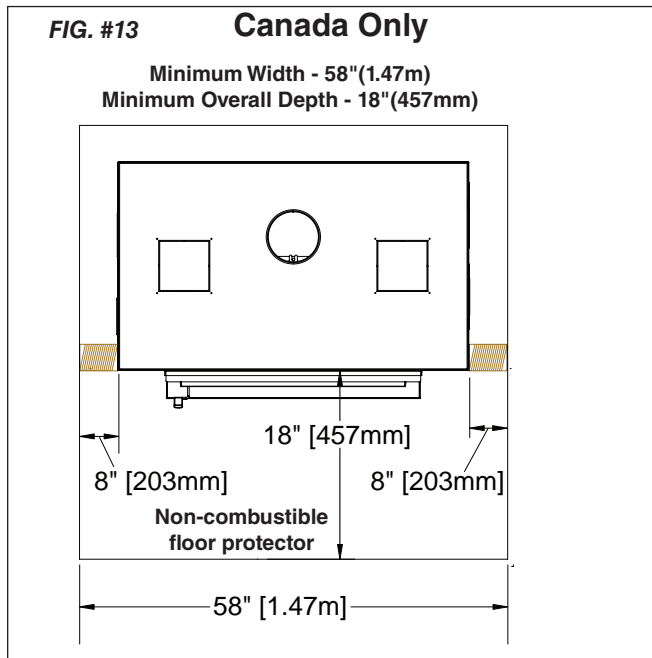 FIG. #13 Canada Only
Minimum Width - 58"(1.47m)
Minimum Overall Depth - 18"(457mm)
18" [457mm]
8" [203mm] 8" [203mm]
Non-combustible
floor protector
58" [1.47m]